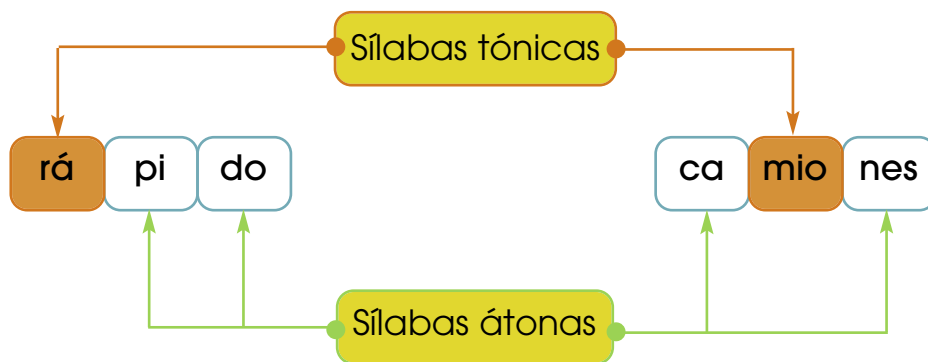 Sílabas tónicas
rá pi do ca mio nes
Sílabas átonas